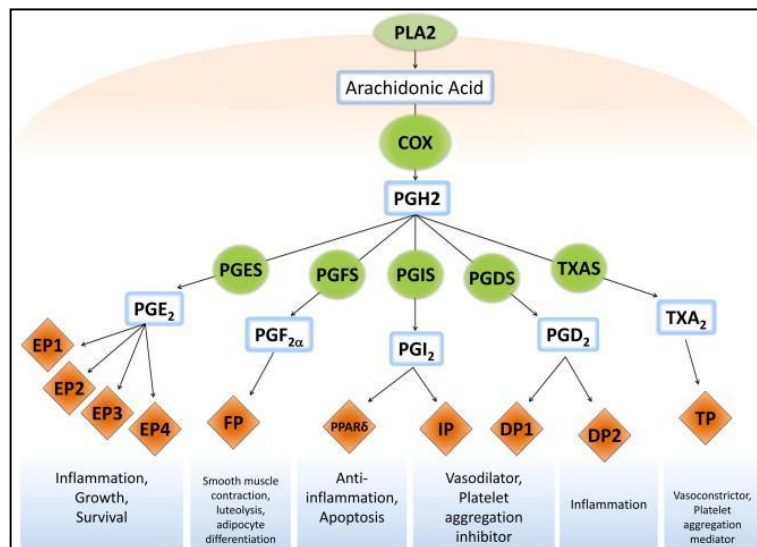 PLA2
Arachidonic Acid
COX
PGH2
PGES
PGFS
PGIS
PGDS
TXAS
PGE₂
PGF₂α
PGI₂
PGD₂
TXA₂
EP1
EP2
EP3
EP4
FP
PPARδ
IP
DP1
DP2
TP
Inflammation,
Growth,
Survival
Smooth muscle
contraction,
luteolysis,
adipocyte
differentiation
Anti-
inflammation,
Apoptosis
Vasodilator,
Platelet
aggregation
inhibitor
Inflammation
Vasoconstrictor,
Platelet
aggregation
mediator